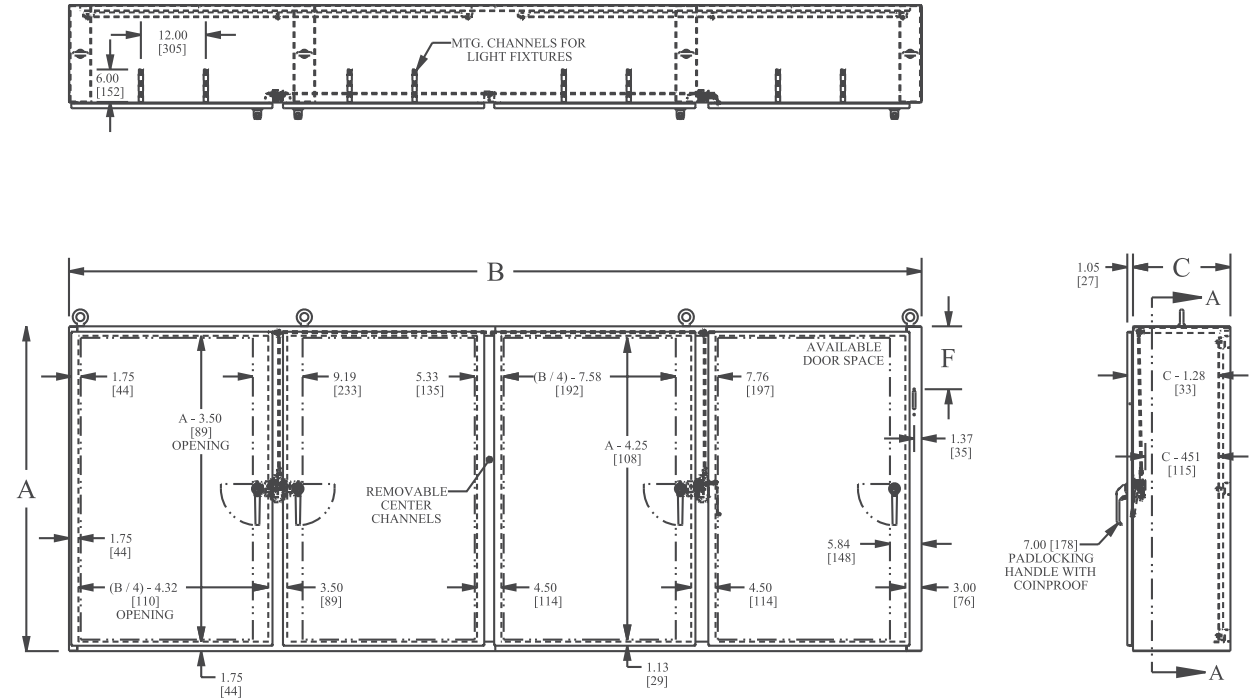 12.00
[305]
MTG. CHANNELS FOR
LIGHT FIXTURES
6.00
[152]
B
1.05
[27]
C
A
AVAILABLE
DOOR SPACE
F
1.75
[44]
9.19
[233]
5.33
[135]
(B / 4) - 7.58
[192]
7.76
[197]
C - 1.28
[33]
A - 3.50
[89]
OPENING
A - 4.25
[108]
1.37
[35]
C - 451
[115]
A
REMOVABLE
CENTER
CHANNELS
1.75
[44]
5.84
[148]
7.00 [178]
PADLOCKING
HANDLE WITH
COINPROOF
(B / 4) - 4.32
[110]
OPENING
3.50
[89]
4.50
[114]
4.50
[114]
3.00
[76]
1.75
[44]
1.13
[29]
A